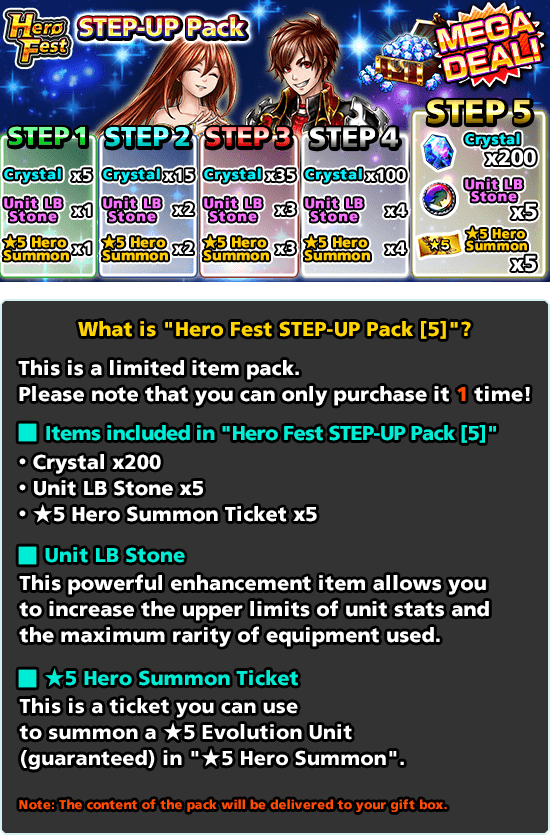 Hero
Fest
STEP-UP Pack
MEGA
DEAL!
STEP 1
Crystal x5
Unit LB
Stone x1
★5 Hero
Summon x1
STEP 2
Crystal x15
Unit LB
Stone x2
★5 Hero
Summon x2
STEP 3
Crystal x35
Unit LB
Stone x3
★5 Hero
Summon x3
STEP 4
Crystal x100
Unit LB
Stone x4
★5 Hero
Summon x4
STEP 5
Crystal
x200
Unit LB
Stone
x5
★5
★5 Hero
Summon
x5
What is "Hero Fest STEP-UP Pack [5]"?
This is a limited item pack.
Please note that you can only purchase it 1 time!
■ Items included in "Hero Fest STEP-UP Pack [5]"
• Crystal x200
• Unit LB Stone x5
• ★5 Hero Summon Ticket x5
■ Unit LB Stone
This powerful enhancement item allows you
to increase the upper limits of unit stats and
the maximum rarity of equipment used.
■ ★5 Hero Summon Ticket
This is a ticket you can use
to summon a ★5 Evolution Unit
(guaranteed) in "★5 Hero Summon".
Note: The content of the pack will be delivered to your gift box.